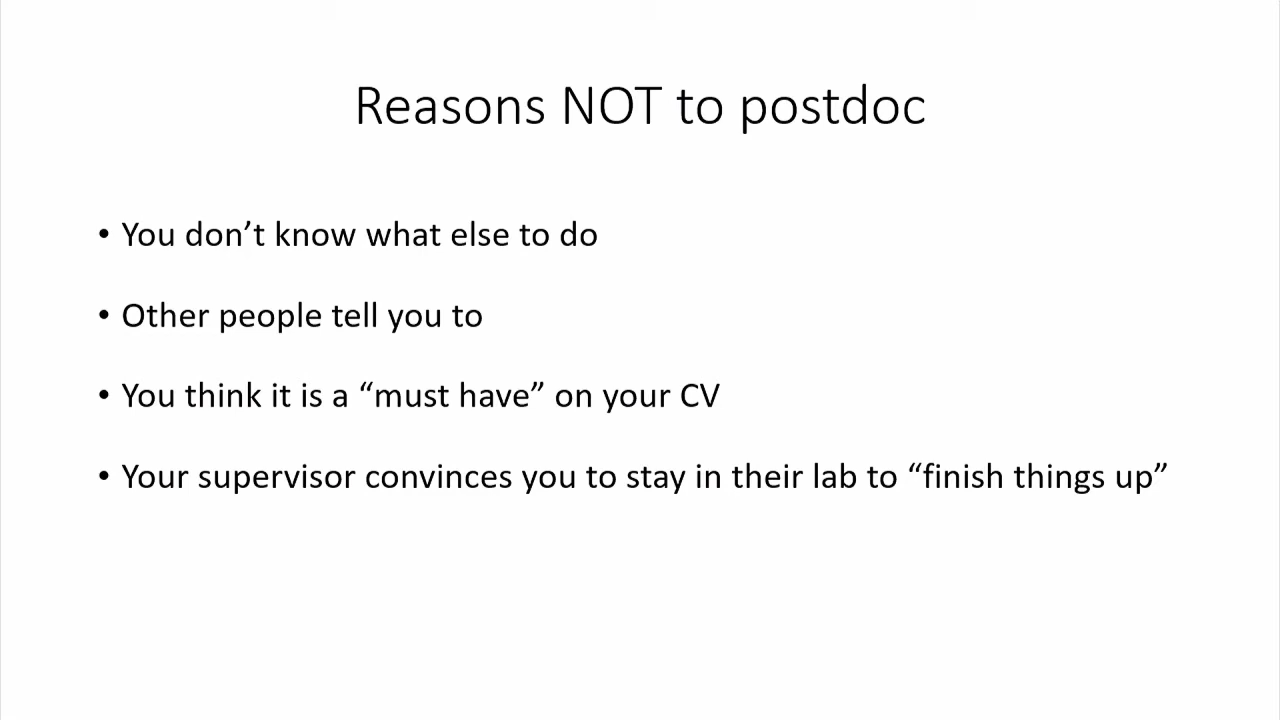 Reasons NOT to postdoc
• You don’t know what else to do
• Other people tell you to
• You think it is a “must have” on your CV
• Your supervisor convinces you to stay in their lab to “finish things up”